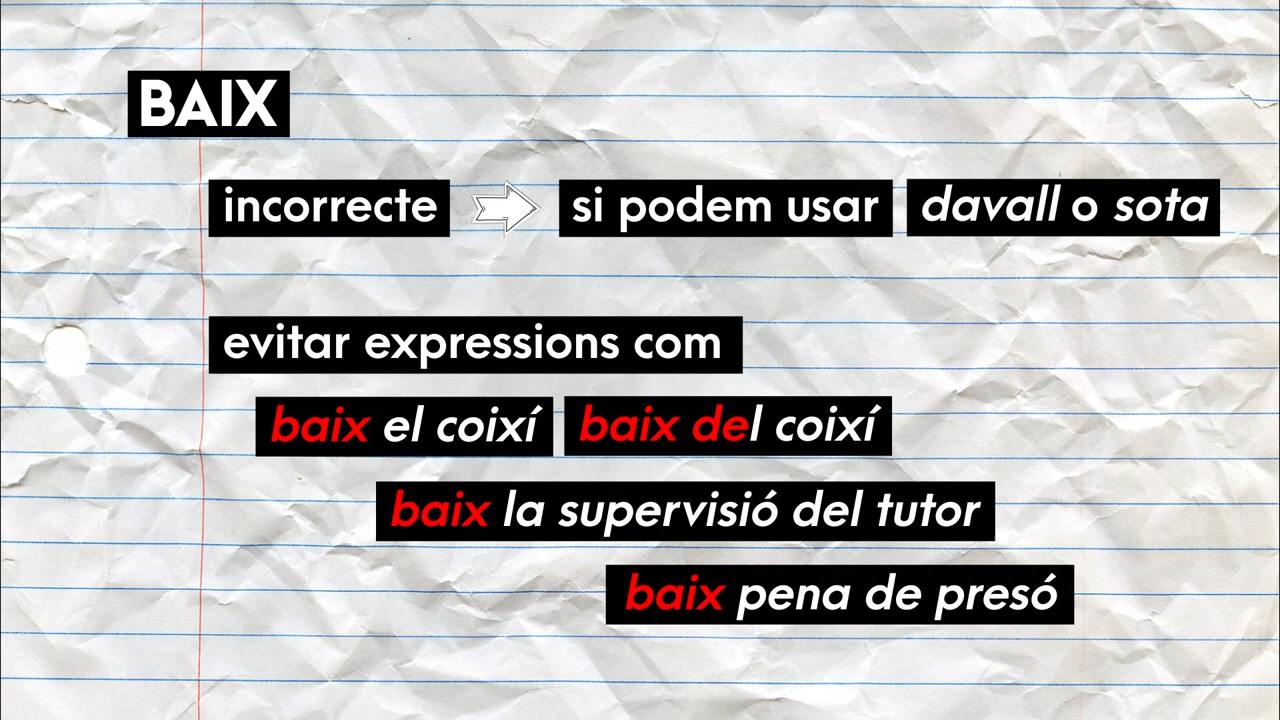 BAIX
incorrecte si podem usar davall o sota
evitar expressions com
baix el coixí baix del coixí
baix la supervisió del tutor
baix pena de presó